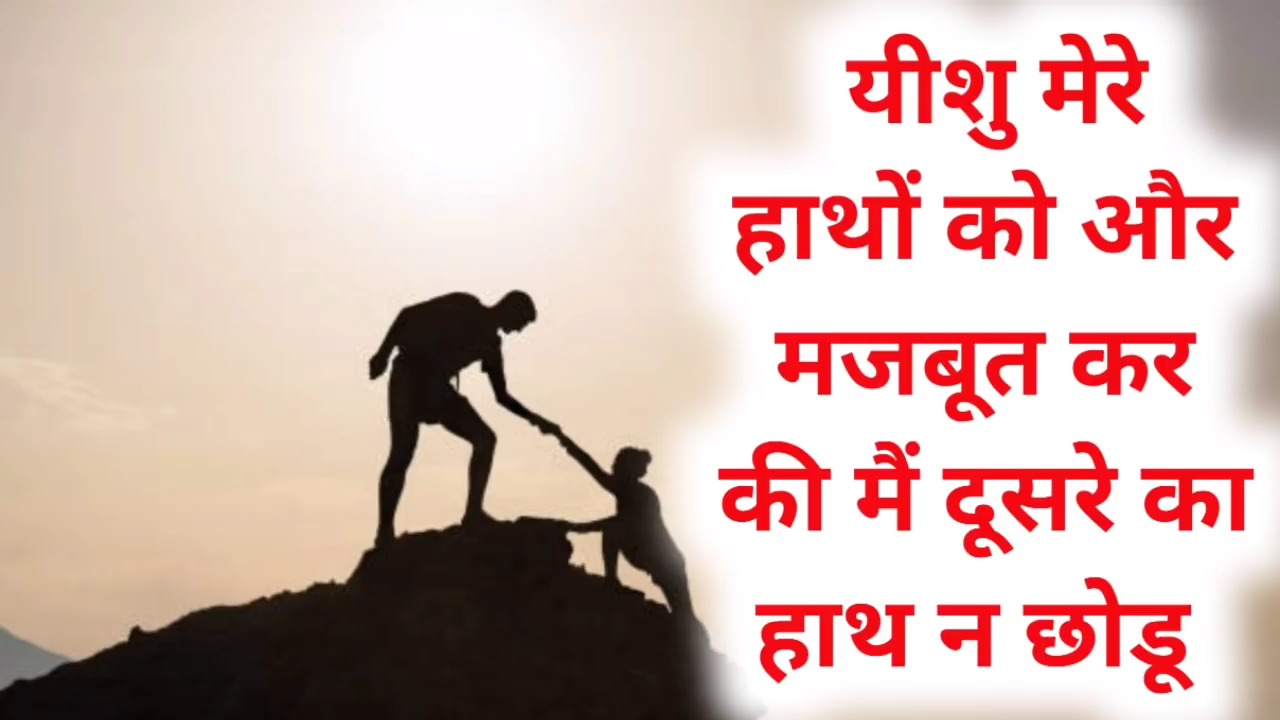 यीशु मेरे
हाथों को और
मजबूत कर
की मैं दूसरे का
हाथ न छोडू